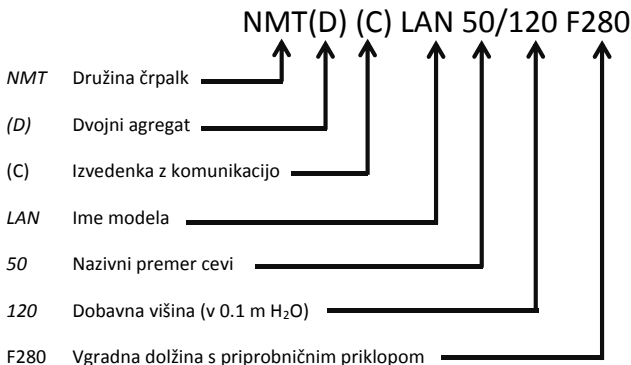 NMT(D) (C) LAN 50/120 F280
NMT Družina črpalk
(D) Dvojni agregat
(C) Izvedenka z komunikacijo
LAN Ime modela
50 Nazivni premer cevi
120 Dobavna višina (v 0.1 m H₂O)
F280 Vgradna dolžina s priprobničnim priklopom